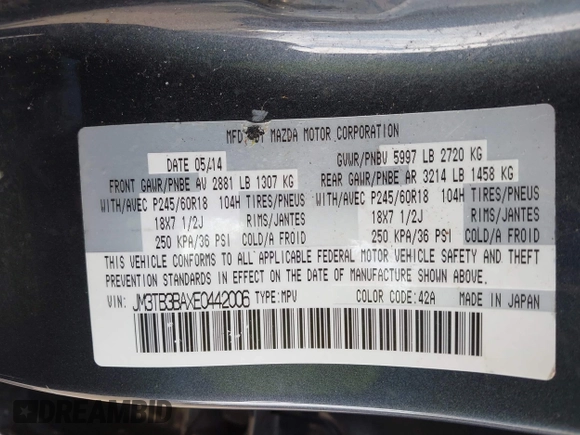 MFD BY MAZDA MOTOR CORPORATION
DATE 05/14 GVWR/PNBV 5997 LB 2720 KG
FRONT GAWR/PNBE AV 2881 LB 1307 KG REAR GAWR/PNBE AR 3214 LB 1458 KG
WITH/AVEC P245/60R18 104H TIRES/PNEUS WITH/AVEC P245/60R18 104H TIRES/PNEUS
18X7 1/2J RIMS/JANTES 18X7 1/2J RIMS/JANTES
250 KPA/36 PSI COLD/A FROID 250 KPA/36 PSI COLD/A FROID
THIS VEHICLE CONFORMS TO ALL APPLICABLE FEDERAL MOTOR VEHICLE SAFETY AND THEFT
PREVENTION STANDARDS IN EFFECT ON THE DATE OF MANUFACTURE SHOWN ABOVE.
VIN: JM3TB3BAXE0442006 TYPE:MPV COLOR CODE:42A MADE IN JAPAN
DREAMBID